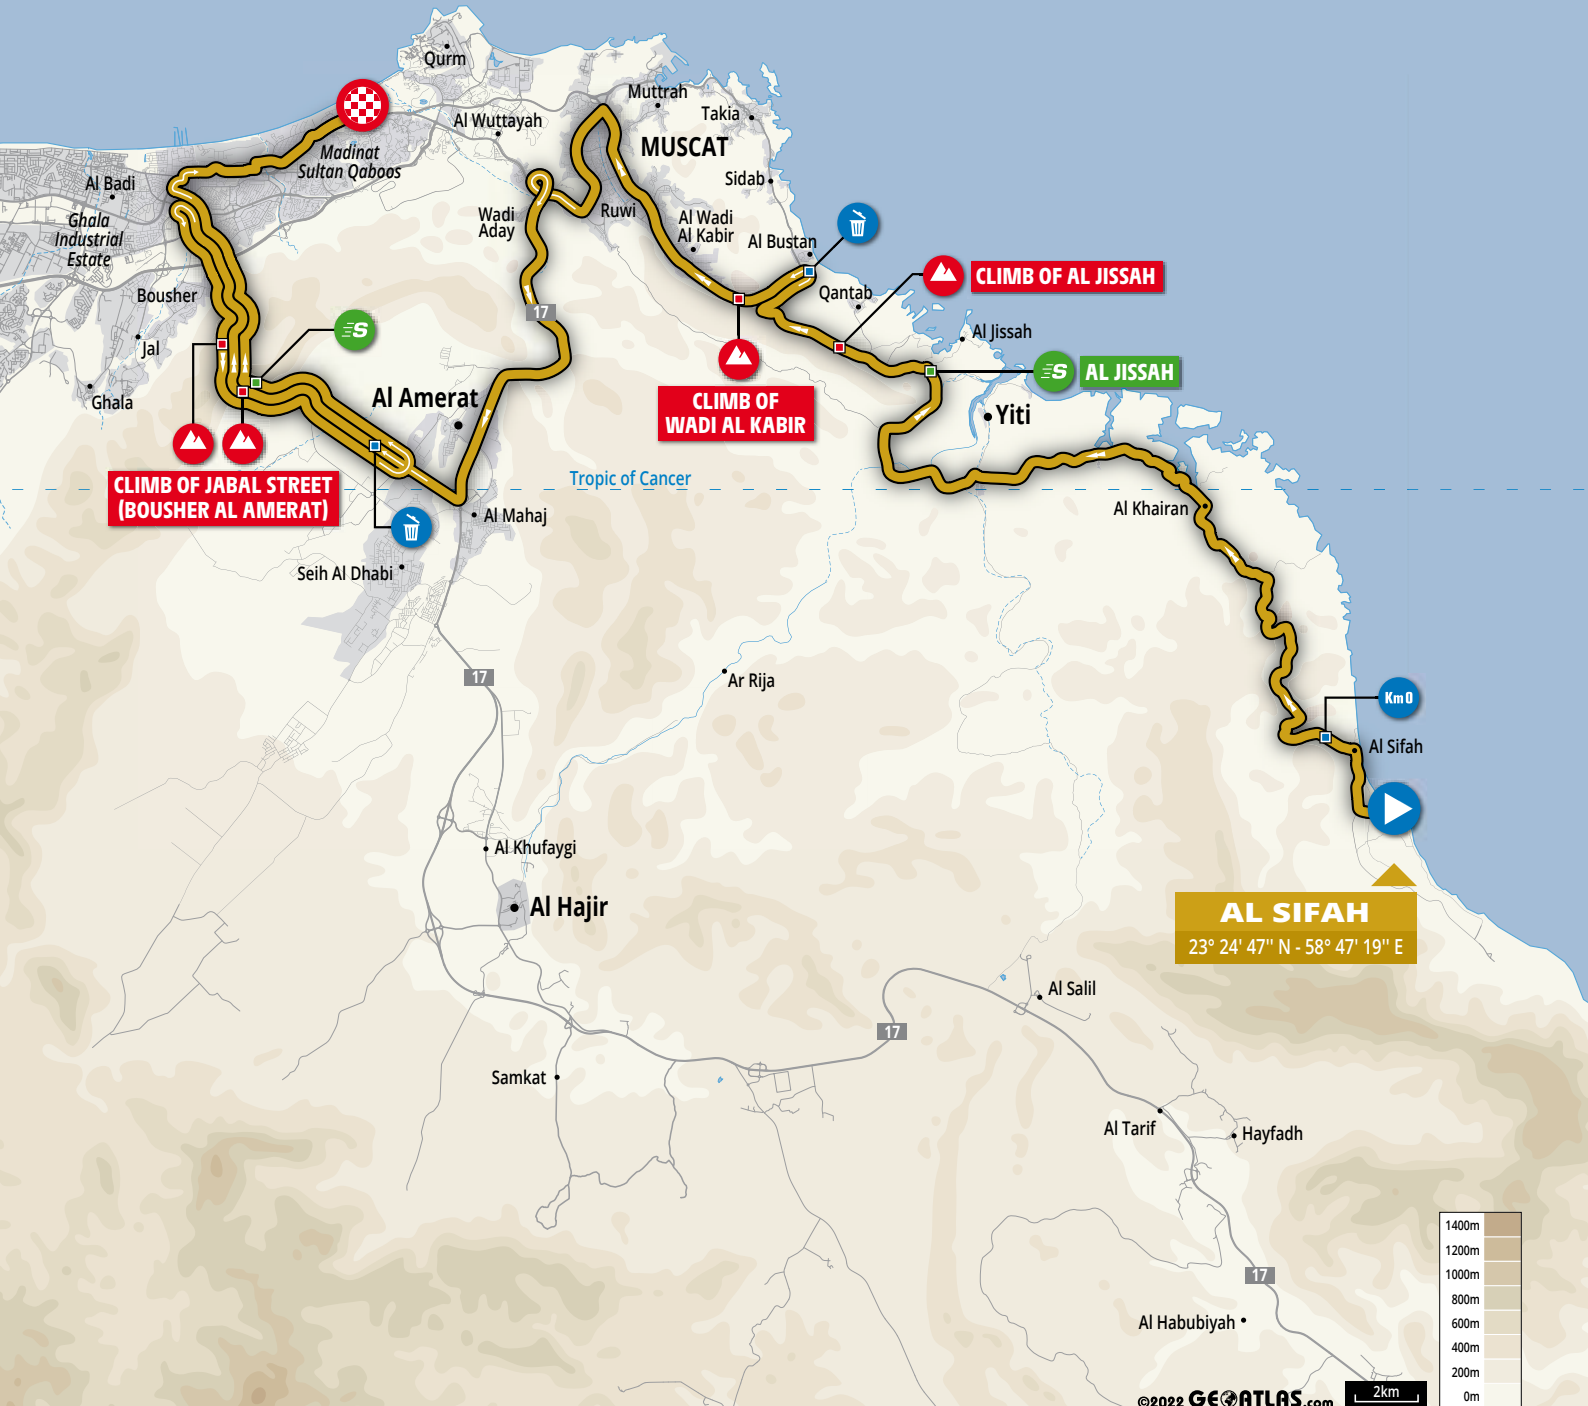 Qurm
Muttrah
Takia
Al Wuttayah
MUSCAT
Madinat
Sultan Qaboos
Al Badi
Sidab
Ghala
Industrial
Estate
Wadi
Aday
Ruwi
Al Wadi
Al Kabir
Al Bustan
CLIMB OF AL JISSAH
Bousher
Qantab
17
S
Al Jissah
Jal
S
AL JISSAH
Ghala
Al Amerat
CLIMB OF
WADI AL KABIR
Yiti
CLIMB OF JABAL STREET
(BOUSHER AL AMERAT)
Tropic of Cancer
Al Khairan
Al Mahaj
Seih Al Dhabi
17
Ar Rija
Km 0
Al Sifah
Al Khufaygi
Al Hajir
AL SIFAH
23° 24' 47" N - 58° 47' 19" E
Al Salil
17
Samkat
Al Tarif
Hayfadh
17
Al Habubiyah
1400m
1200m
1000m
800m
600m
400m
200m
0m
2km
©2022 GEOATLAS.com